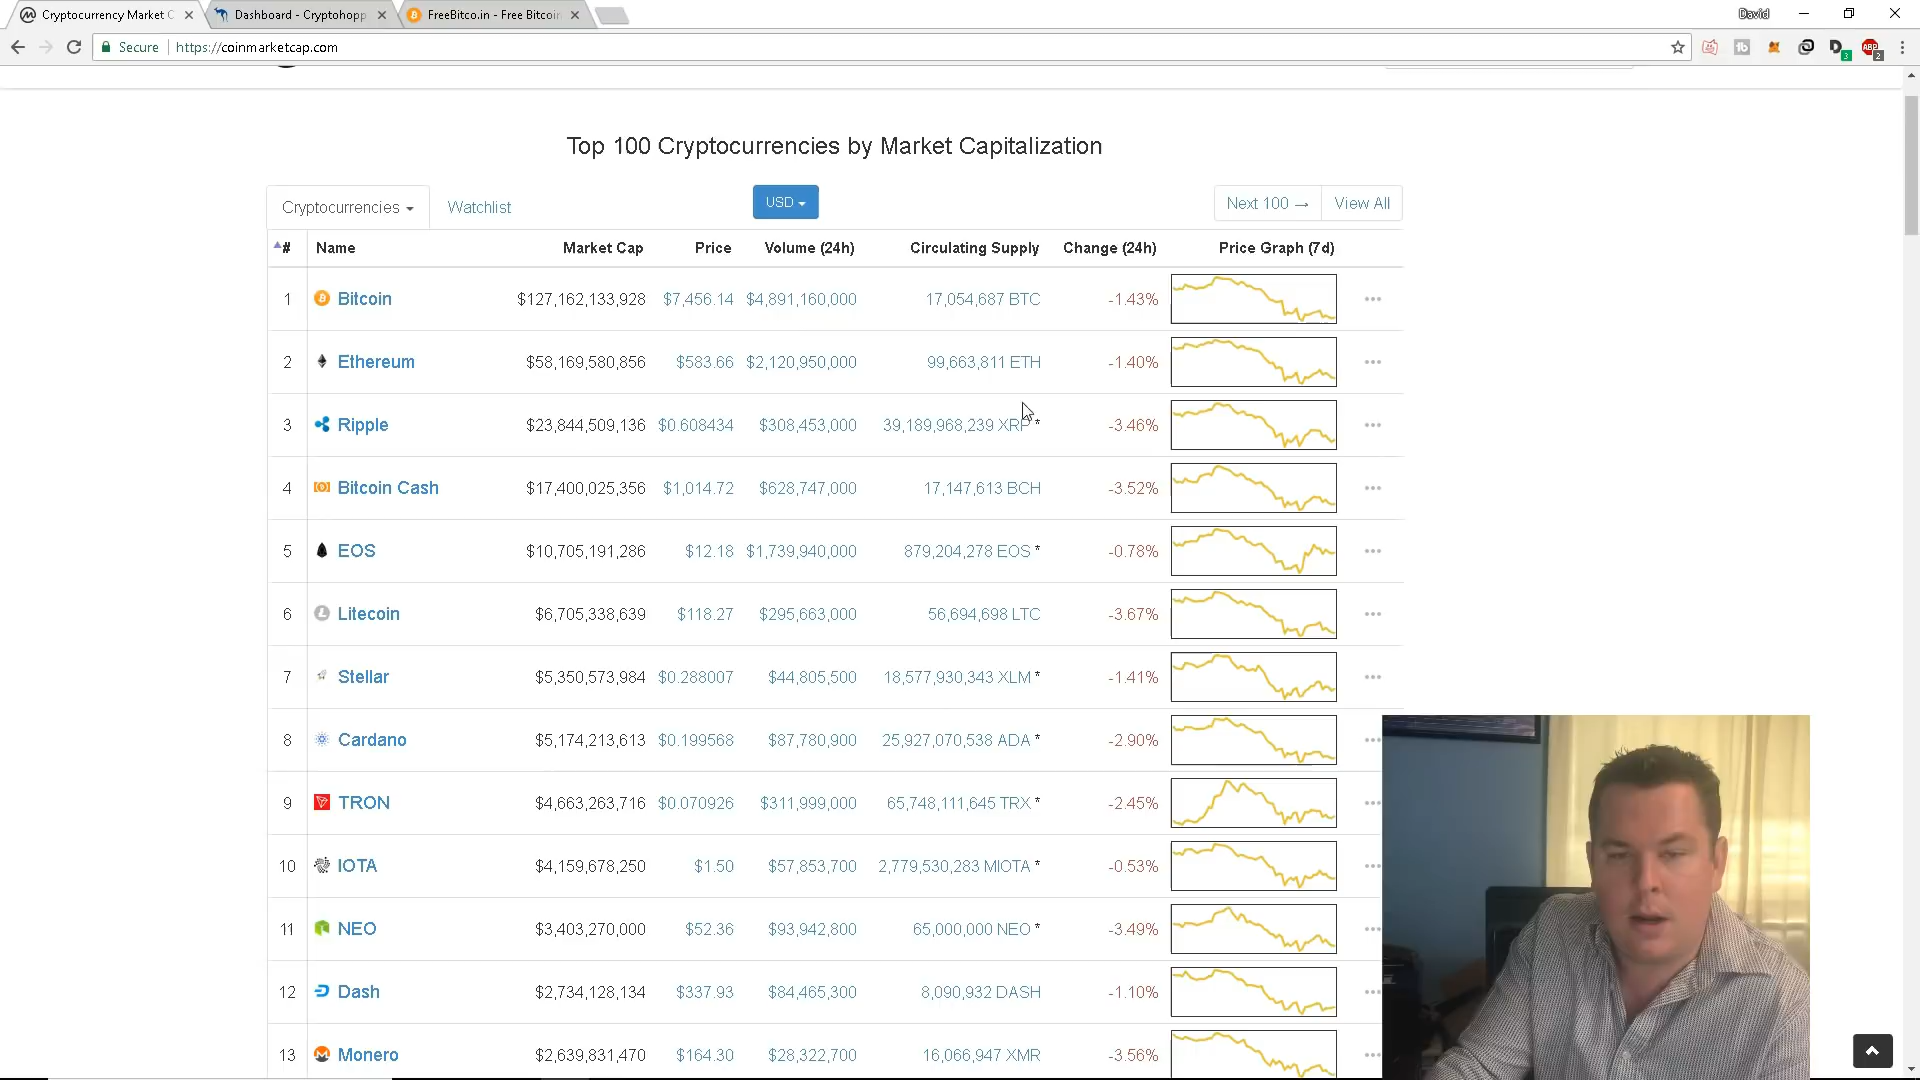 Cryptocurrency Market C
Dashboard - Cryptohopp
FreeBitco.in - Free Bitcoin
David
Secure https://coinmarketcap.com
3
ABP
2
Top 100 Cryptocurrencies by Market Capitalization
Cryptocurrencies Watchlist USD Next 100 → View All
# Name Market Cap Price Volume (24h) Circulating Supply Change (24h) Price Graph (7d)
1 Bitcoin $127,162,133,928 $7,456.14 $4,891,160,000 17,054,687 BTC -1.43%
2 Ethereum $58,169,580,856 $583.66 $2,120,950,000 99,663,811 ETH -1.40%
3 Ripple $23,844,509,136 $0.608434 $308,453,000 39,189,968,239 XRP * -3.46%
4 Bitcoin Cash $17,400,025,356 $1,014.72 $628,747,000 17,147,613 BCH -3.52%
5 EOS $10,705,191,286 $12.18 $1,739,940,000 879,204,278 EOS * -0.78%
6 Litecoin $6,705,338,639 $118.27 $295,663,000 56,694,698 LTC -3.67%
7 Stellar $5,350,573,984 $0.288007 $44,805,500 18,577,930,343 XLM * -1.41%
8 Cardano $5,174,213,613 $0.199568 $87,780,900 25,927,070,538 ADA * -2.90%
9 TRON $4,663,263,716 $0.070926 $311,999,000 65,748,111,645 TRX * -2.45%
10 IOTA $4,159,678,250 $1.50 $57,853,700 2,779,530,283 MIOTA * -0.53%
11 NEO $3,403,270,000 $52.36 $93,942,800 65,000,000 NEO * -3.49%
12 Dash $2,734,128,134 $337.93 $84,465,300 8,090,932 DASH -1.10%
13 Monero $2,639,831,470 $164.30 $28,322,700 16,066,947 XMR -3.56%